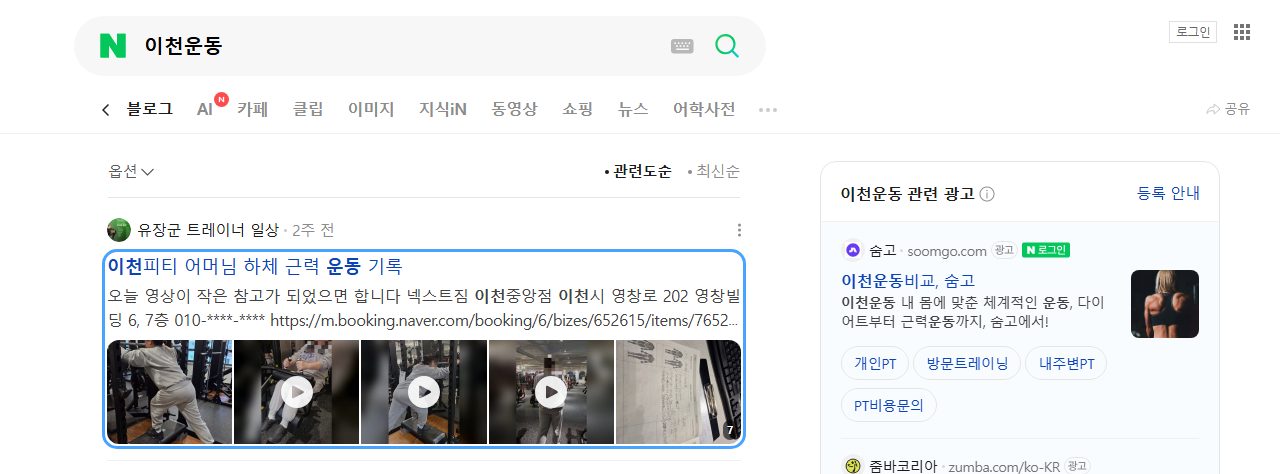 N 이천운동
로그인
블로그 AI N 카페 클립 이미지 지식iN 동영상 쇼핑 뉴스 어학사전 ···
공유
옵션
• 관련도순 • 최신순
유장군 트레이너 일상 · 2주 전
이천피티 어머님 하체 근력 운동 기록
오늘 영상이 작은 참고가 되었으면 합니다 넥스트짐 이천중앙점 이천시 영창로 202 영창빌
딩 6, 7층 010-****-**** https://m.booking.naver.com/booking/6/bizes/652615/items/7652...
7
이천운동 관련 광고
등록 안내
숨고 · soomgo.com 광고 N 로그인
이천운동비교, 숨고
이천운동 내 몸에 맞춘 체계적인 운동, 다이
어트부터 근력운동까지, 숨고에서!
개인PT 방문트레이닝 내주변PT
PT비용문의
줌바코리아 · zumba.com/ko-KR 광고